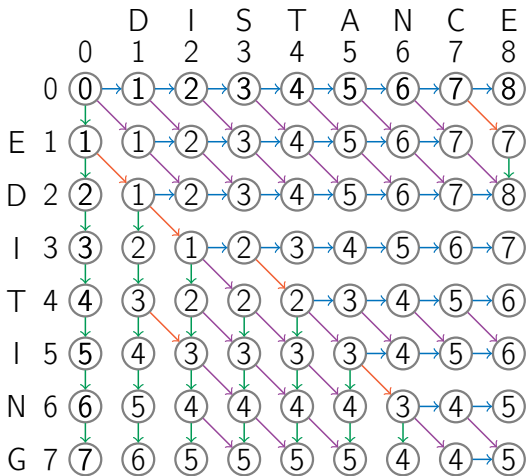 D I S T A N C E
0 1 2 3 4 5 6 7 8
0 0 1 2 3 4 5 6 7 8
E 1 1 1 2 3 4 5 6 7 7
D 2 2 1 2 3 4 5 6 7 8
I 3 3 2 1 2 3 4 5 6 7
T 4 4 3 2 2 2 3 4 5 6
I 5 5 4 3 3 3 3 4 5 6
N 6 6 5 4 4 4 4 3 4 5
G 7 7 6 5 5 5 5 4 4 5